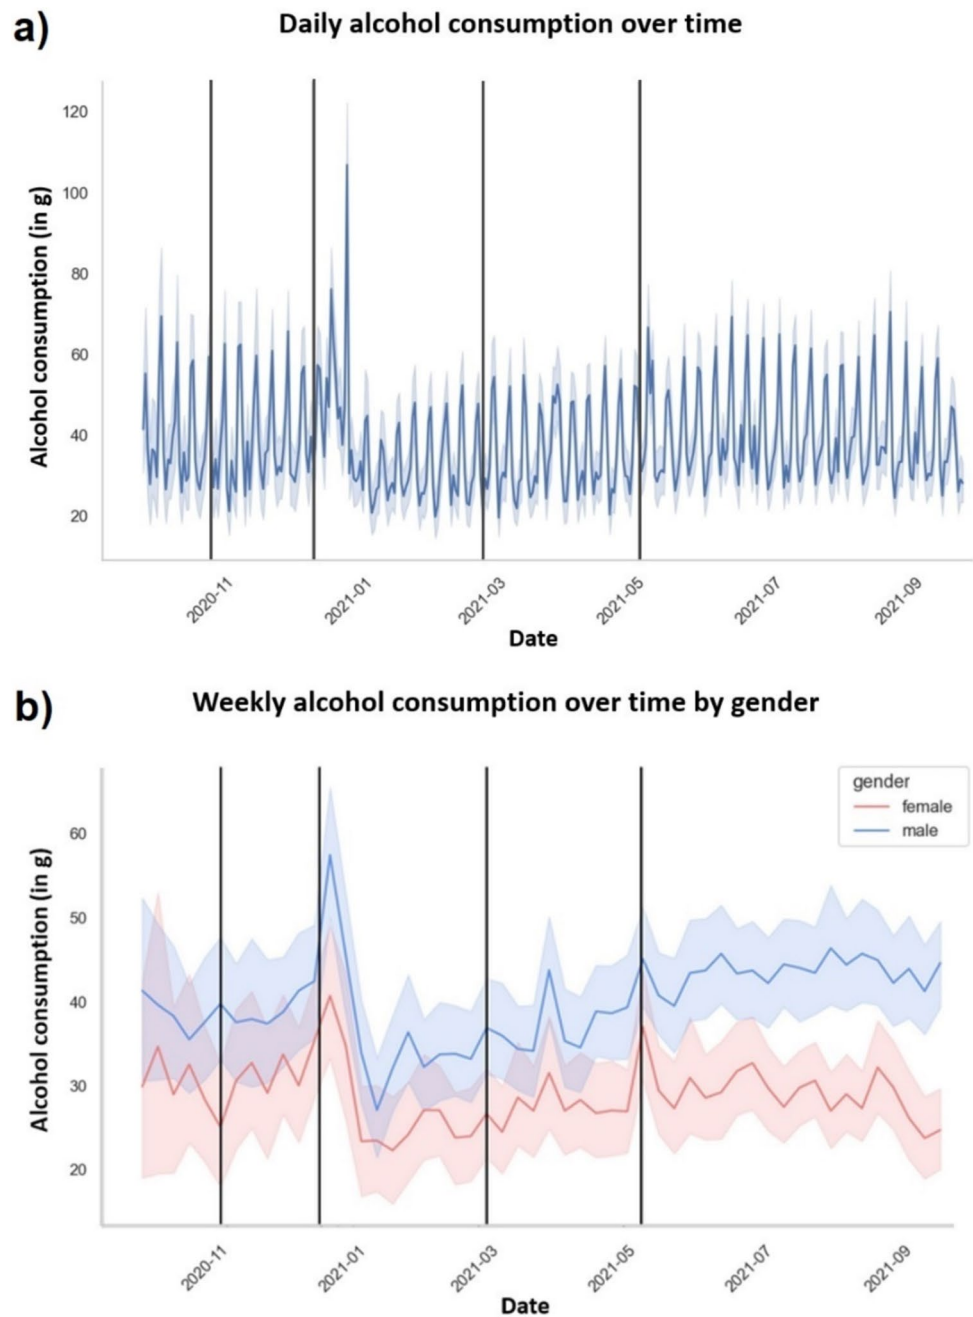 a)
Daily alcohol consumption over time
Alcohol consumption (in g)
120
100
80
60
40
20
2020-11
2021-01
2021-03
2021-05
2021-07
2021-09
Date
b)
Weekly alcohol consumption over time by gender
gender
female
male
Alcohol consumption (in g)
60
50
40
30
20
2020-11
2021-01
2021-03
2021-05
2021-07
2021-09
Date